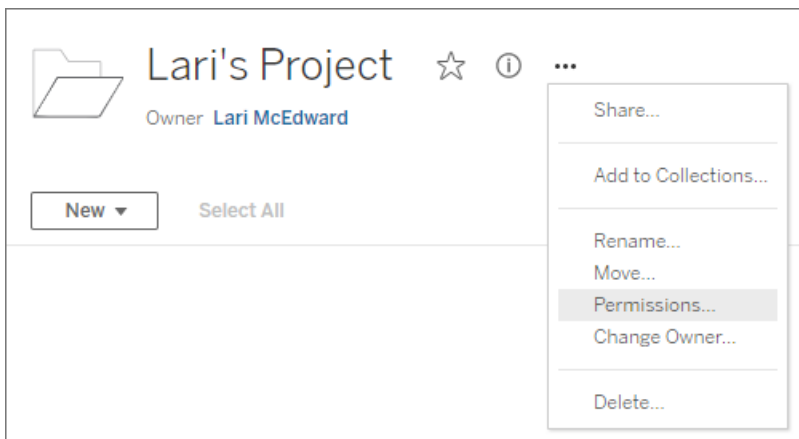 Lari's Project
Owner Lari McEdward
New
Select All
Share...
Add to Collections...
Rename...
Move...
Permissions...
Change Owner...
Delete...